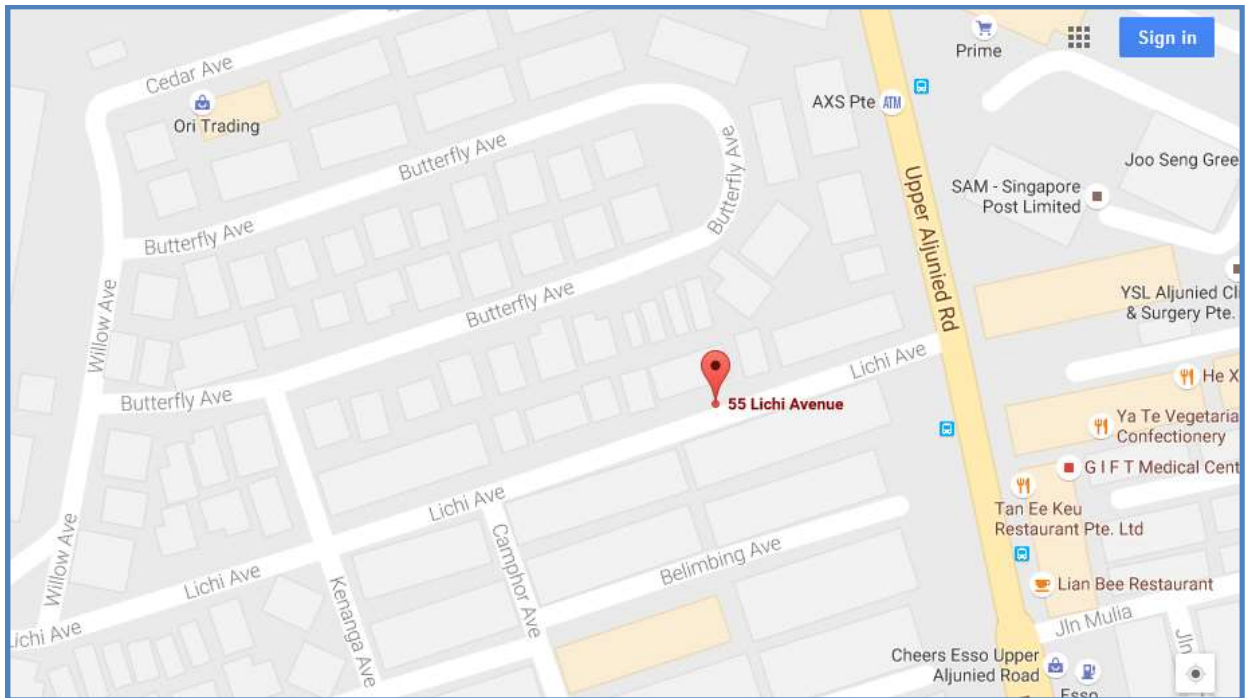 Sign in
Prime
Cedar Ave
Ori Trading
AXS Pte
ATM
Butterfly Ave
Butterfly Ave
Joo Seng Gree
SAM - Singapore
Post Limited
Upper Aljunied Rd
Butterfly Ave
Butterfly Ave
Willow Ave
YSL Aljunied Cl
& Surgery Pte.
Lichi Ave
He X
Butterfly Ave
55 Lichi Avenue
Ya Te Vegetaria
Confectionery
G I F T Medical Cent
Lichi Ave
Tan Ee Keu
Restaurant Pte. Ltd
Camphor Ave
Belimbing Ave
Willow Ave
Lichi Ave
Kenanga Ave
Lian Bee Restaurant
Lichi Ave
Jln Mulia
Jln
Cheers Esso Upper
Aljunied Road
Esso